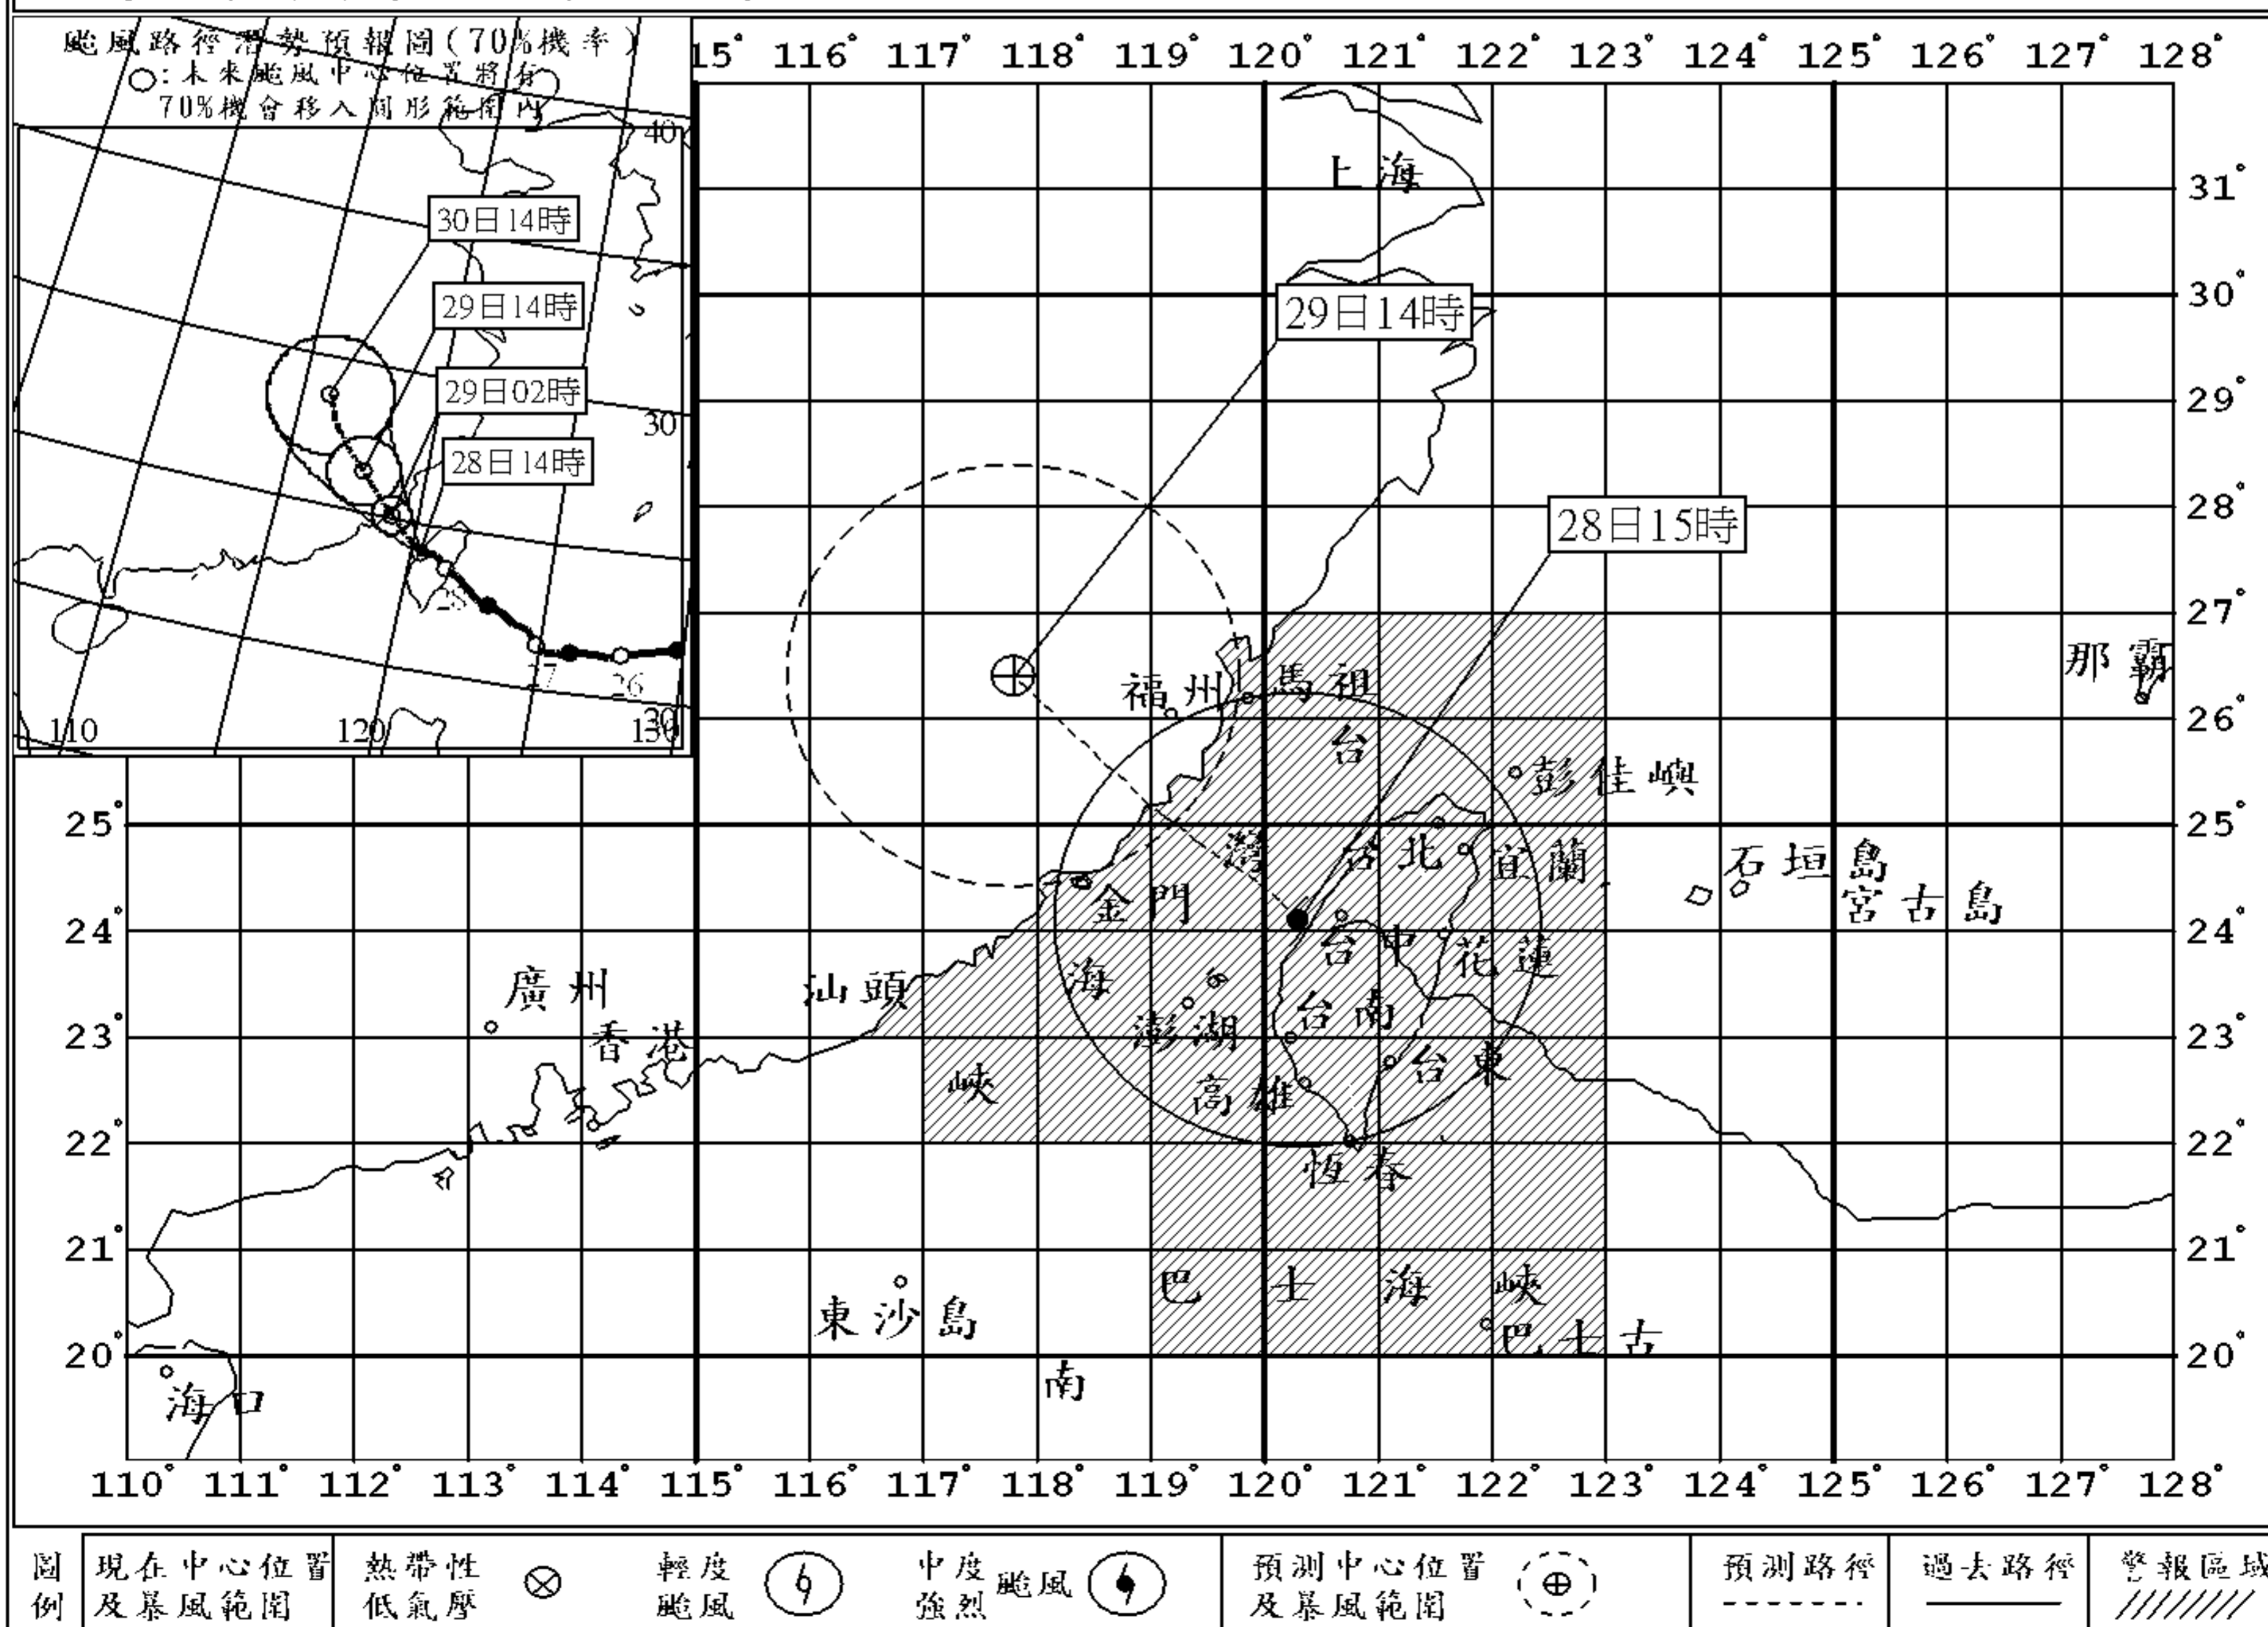 颱風路徑潛勢預報圖(70%機率)
○:未來颱風中心位置將有
70%機會移入圓形範圍內
40
30日14時
29日14時
29日02時
30
28日14時
28
27
26
20
110
120
130
15° 116° 117° 118° 119° 120° 121° 122° 123° 124° 125° 126° 127° 128°
上海
31°
30°
29日14時
29°
28°
28日15時
27°
那霸
福州
馬祖
26°
台
彭佳嶼
25°
25°
灣
台北
宜蘭
石垣島
宮古島
金門
24°
24°
台中
花蓮
海
汕頭
廣州
台南
澎湖
23°
23°
香港
台東
峽
高雄
22°
22°
恆春
21°
21°
巴士海峽
東沙島
巴士古
20°
20°
南
海口
110° 111° 112° 113° 114° 115° 116° 117° 118° 119° 120° 121° 122° 123° 124° 125° 126° 127° 128°
圖例
現在中心位置
及暴風範圍
熱帶性
低氣壓
輕度
颱風
中度
強烈
颱風
預測中心位置
及暴風範圍
預測路徑
過去路徑
警報區域